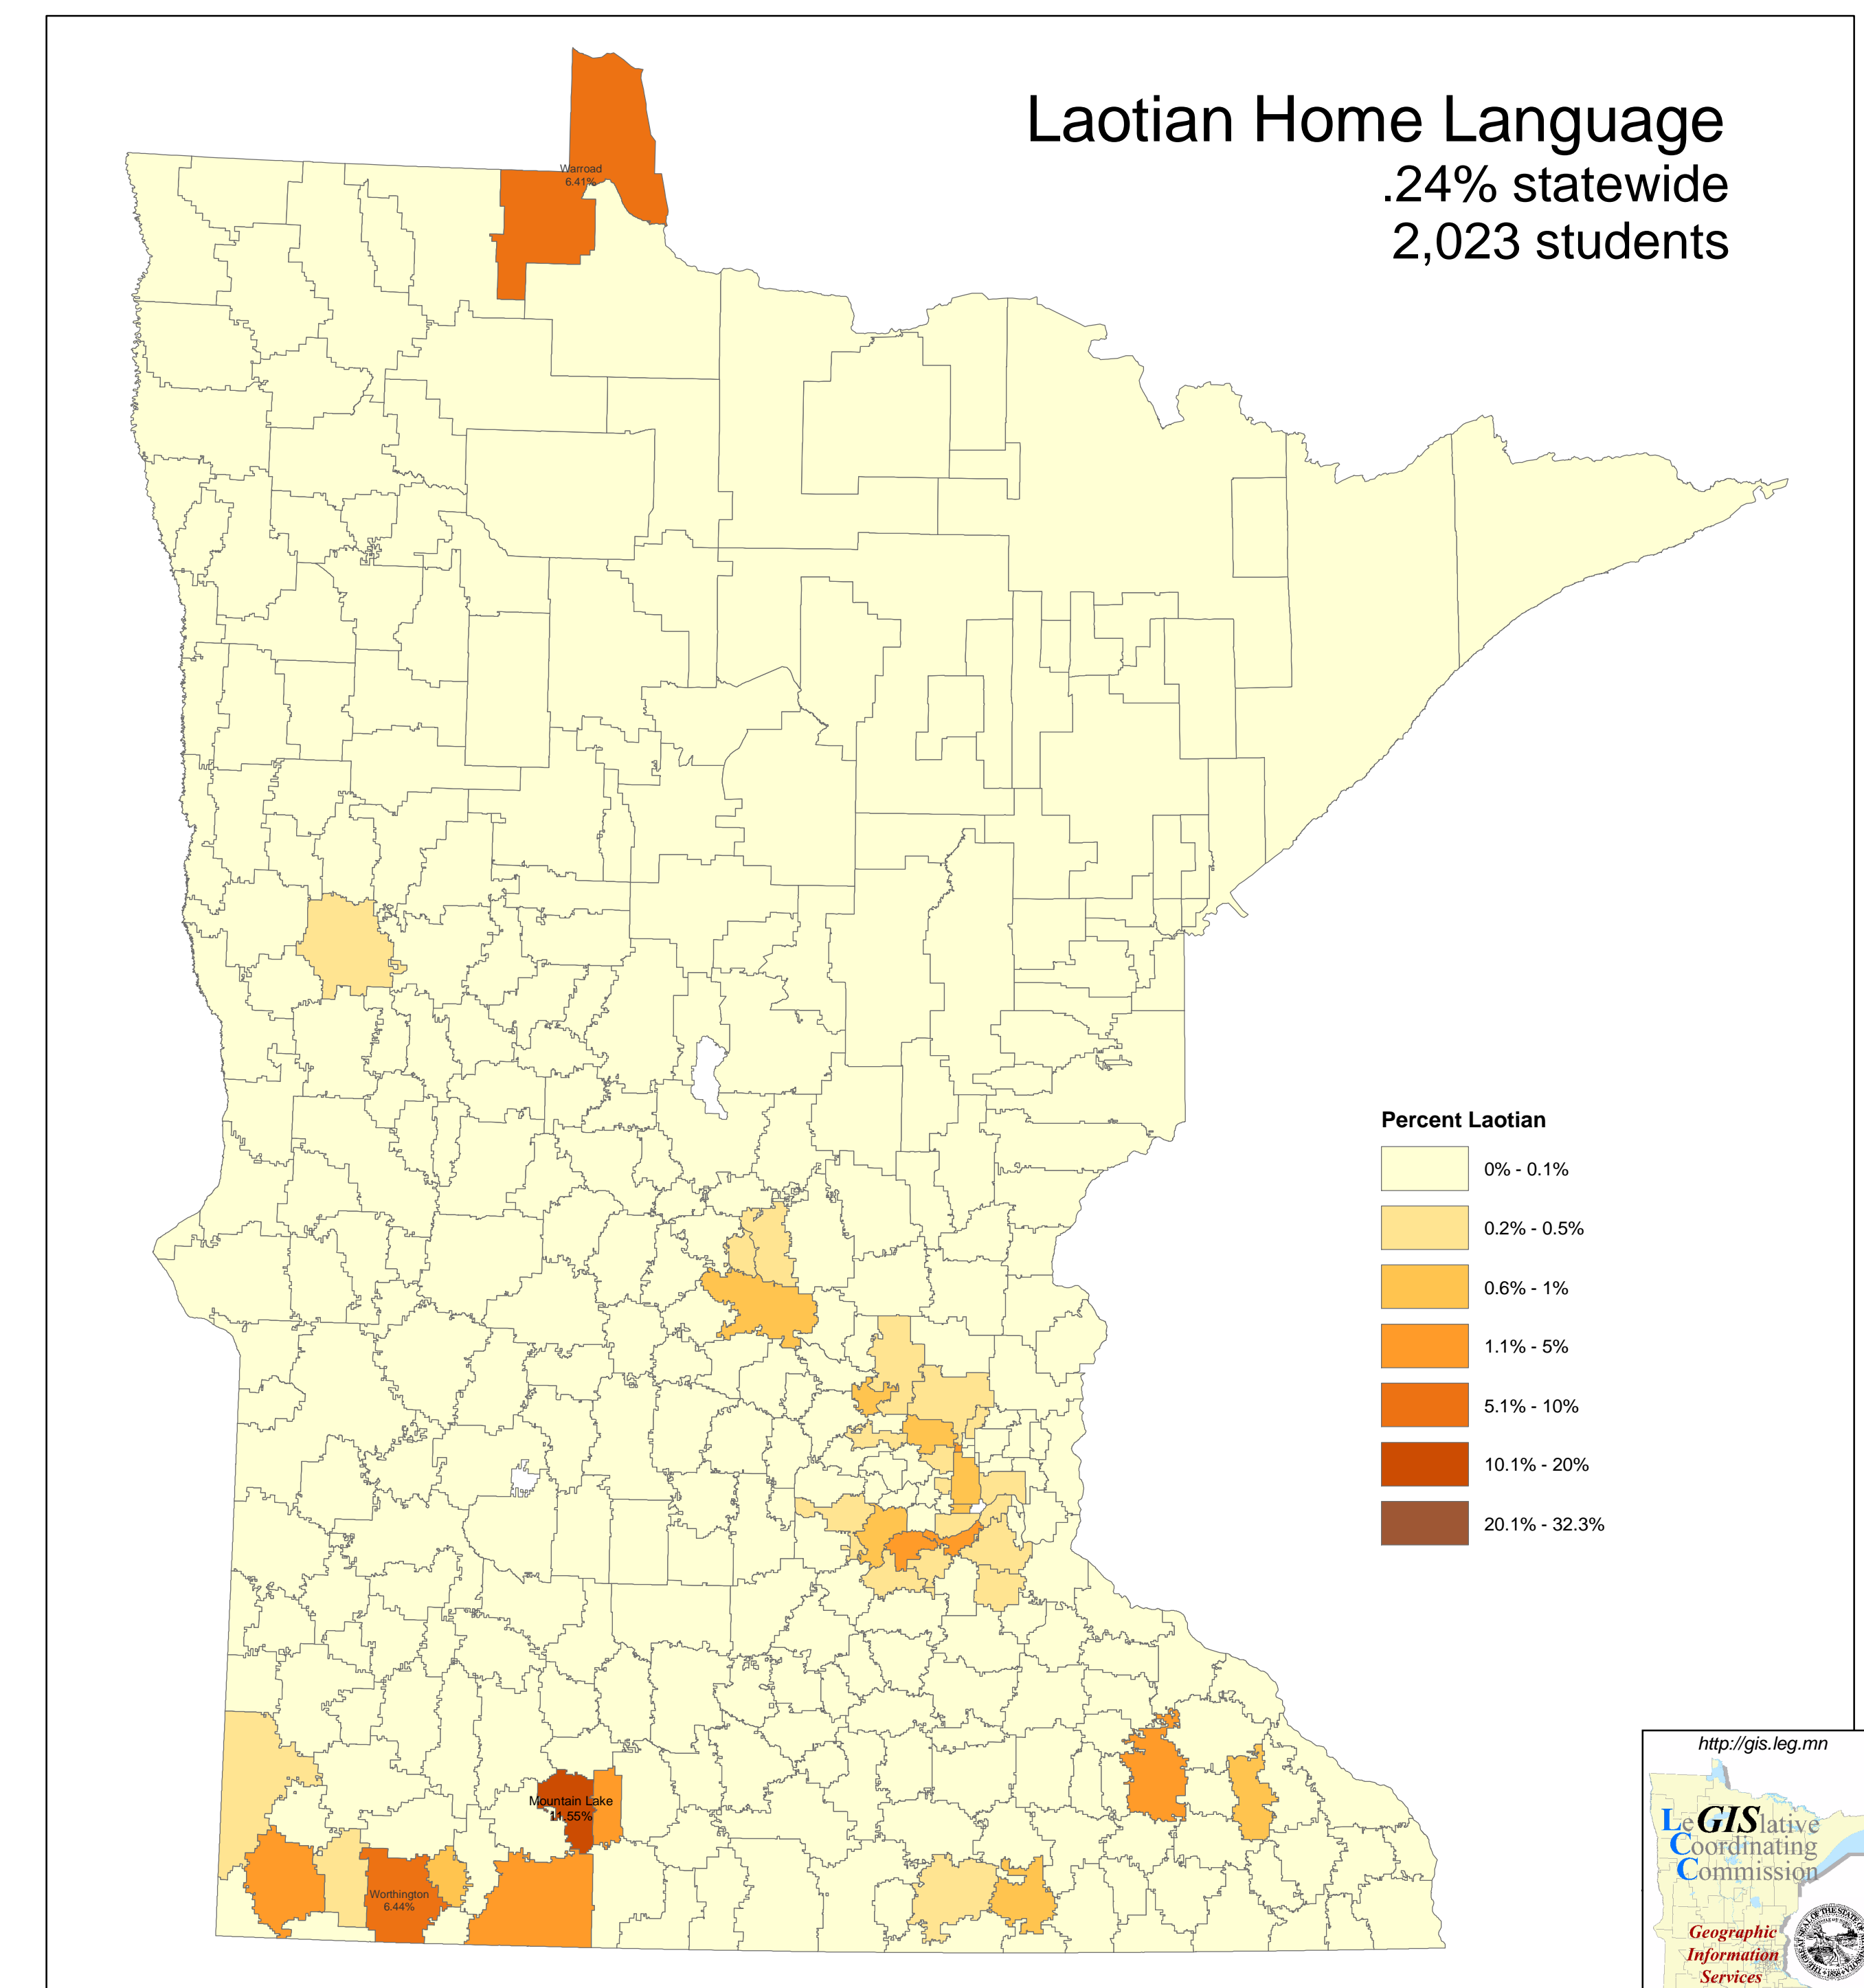 Laotian Home Language
.24% statewide
2,023 students
Warroad
6.41%
Percent Laotian
0% - 0.1%
0.2% - 0.5%
0.6% - 1%
1.1% - 5%
5.1% - 10%
10.1% - 20%
20.1% - 32.3%
Mountain Lake
11.55%
Worthington
6.44%
http://gis.leg.mn
LeGISlative
Coordinating
Commission
Geographic
Information
Services